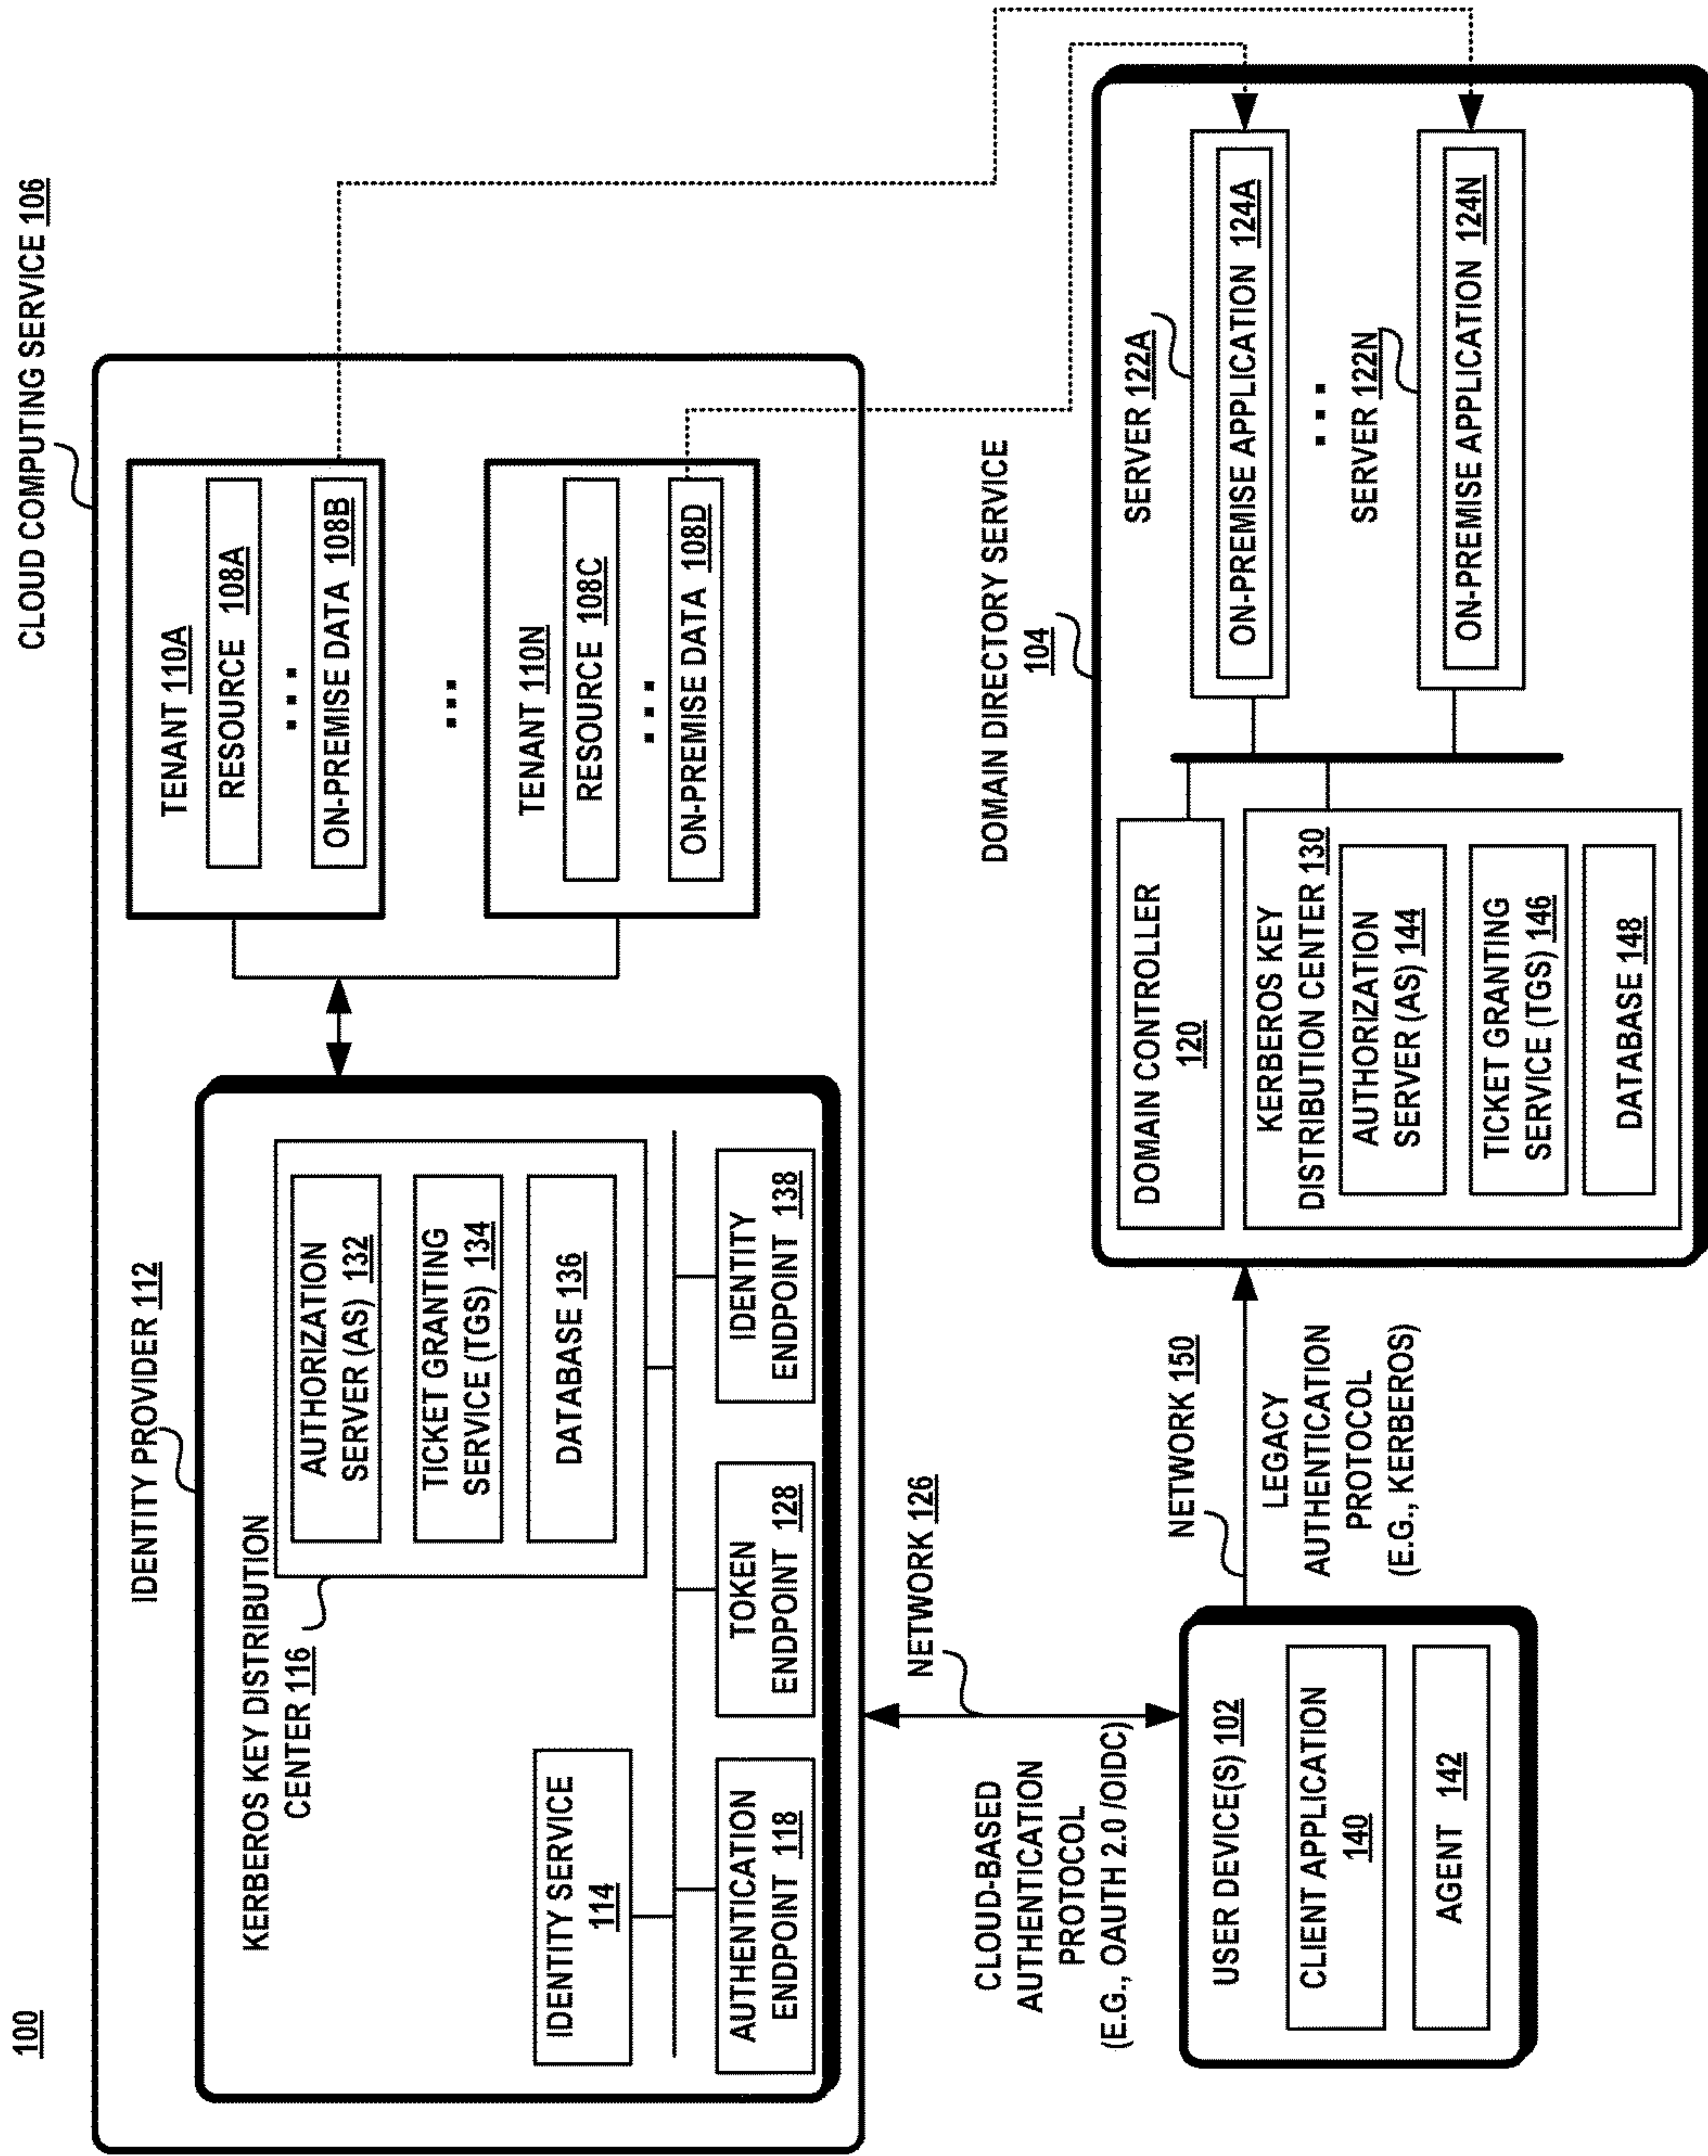 100
CLOUD COMPUTING SERVICE 106
IDENTITY PROVIDER 112
KERBEROS KEY DISTRIBUTION
CENTER 116
AUTHORIZATION
SERVER (AS) 132
TICKET GRANTING
SERVICE (TGS) 134
DATABASE 136
IDENTITY SERVICE
114
AUTHENTICATION
ENDPOINT 118
TOKEN
ENDPOINT 128
IDENTITY
ENDPOINT 138
TENANT 110A
RESOURCE 108A
...
ON-PREMISE DATA 108B
...
TENANT 110N
RESOURCE 108C
...
ON-PREMISE DATA 108D
NETWORK 126
CLOUD-BASED
AUTHENTICATION
PROTOCOL
(E.G., OAUTH 2.0 /OIDC)
USER DEVICE(S) 102
CLIENT APPLICATION
140
AGENT 142
NETWORK 150
LEGACY
AUTHENTICATION
PROTOCOL
(E.G., KERBEROS)
DOMAIN DIRECTORY SERVICE
104
DOMAIN CONTROLLER
120
KERBEROS KEY
DISTRIBUTION CENTER 130
AUTHORIZATION
SERVER (AS) 144
TICKET GRANTING
SERVICE (TGS) 146
DATABASE 148
SERVER 122A
ON-PREMISE APPLICATION 124A
...
SERVER 122N
ON-PREMISE APPLICATION 124N